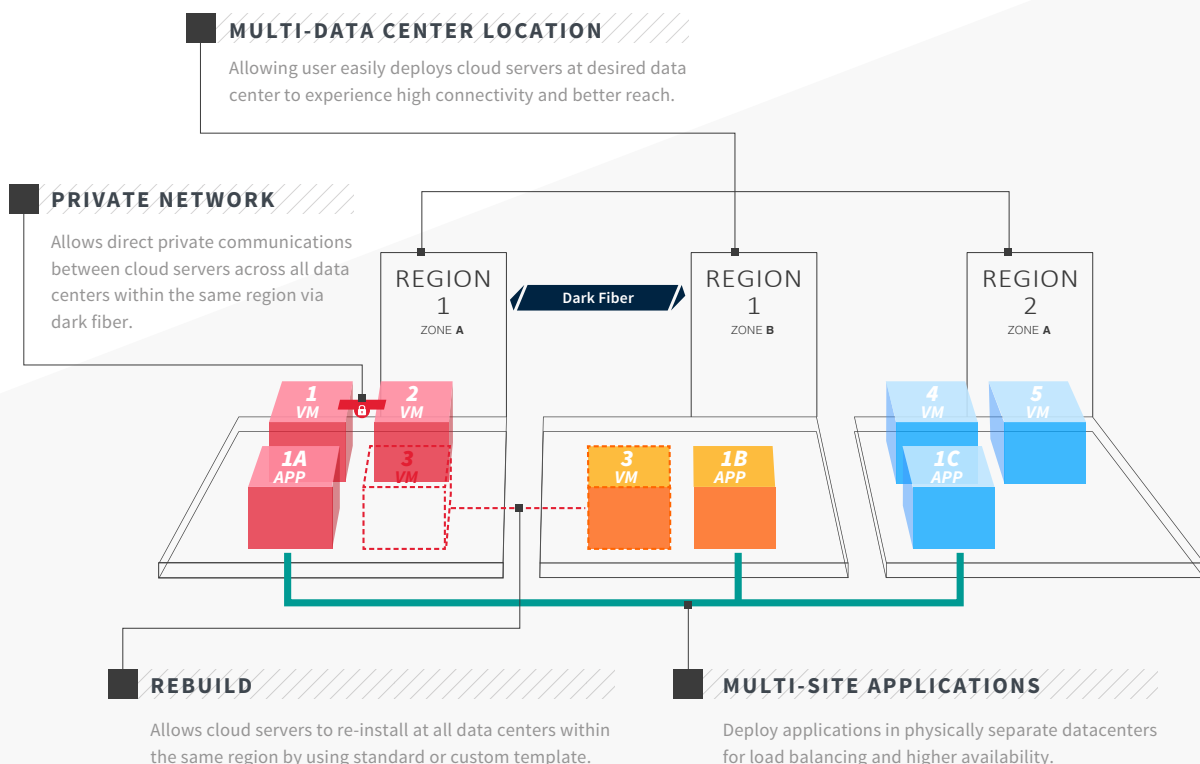 MULTI-DATA CENTER LOCATION
Allowing user easily deploys cloud servers at desired data
center to experience high connectivity and better reach.
PRIVATE NETWORK
Allows direct private communications
between cloud servers across all data
centers within the same region via
dark fiber.
REGION
1
ZONE A
Dark Fiber
REGION
1
ZONE B
REGION
2
ZONE A
1
VM
2
VM
1A
APP
3
VM
3
VM
1B
APP
4
VM
5
VM
1C
APP
REBUILD
Allows cloud servers to re-install at all data centers within
the same region by using standard or custom template.
MULTI-SITE APPLICATIONS
Deploy applications in physically separate datacenters
for load balancing and higher availability.